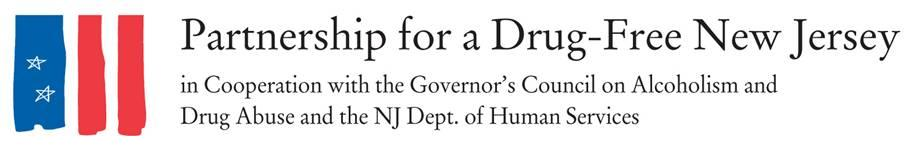 Partnership for a Drug-Free New Jersey
in Cooperation with the Governor’s Council on Alcoholism and
Drug Abuse and the NJ Dept. of Human Services